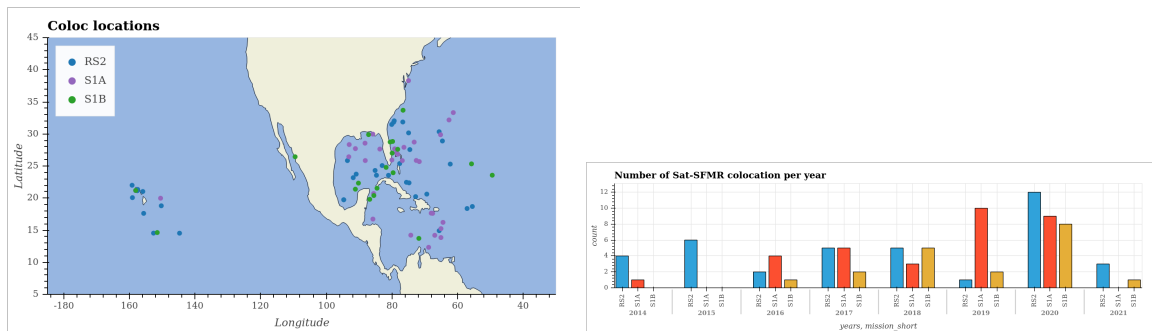 Coloc locations
45
40
35
30
25
20
15
10
5
Latitude
RS2
S1A
S1B
-180
160
140
120
100
80
60
40
Longitude
Number of Sat-SFMR colocation per year
12
10
8
6
4
2
0
count
RS2 S1A S1B RS2 S1A S1B RS2 S1A S1B RS2 S1A S1B RS2 S1A S1B RS2 S1A S1B RS2 S1A S1B RS2 S1A S1B
2014 2015 2016 2017 2018 2019 2020 2021
years, mission_short